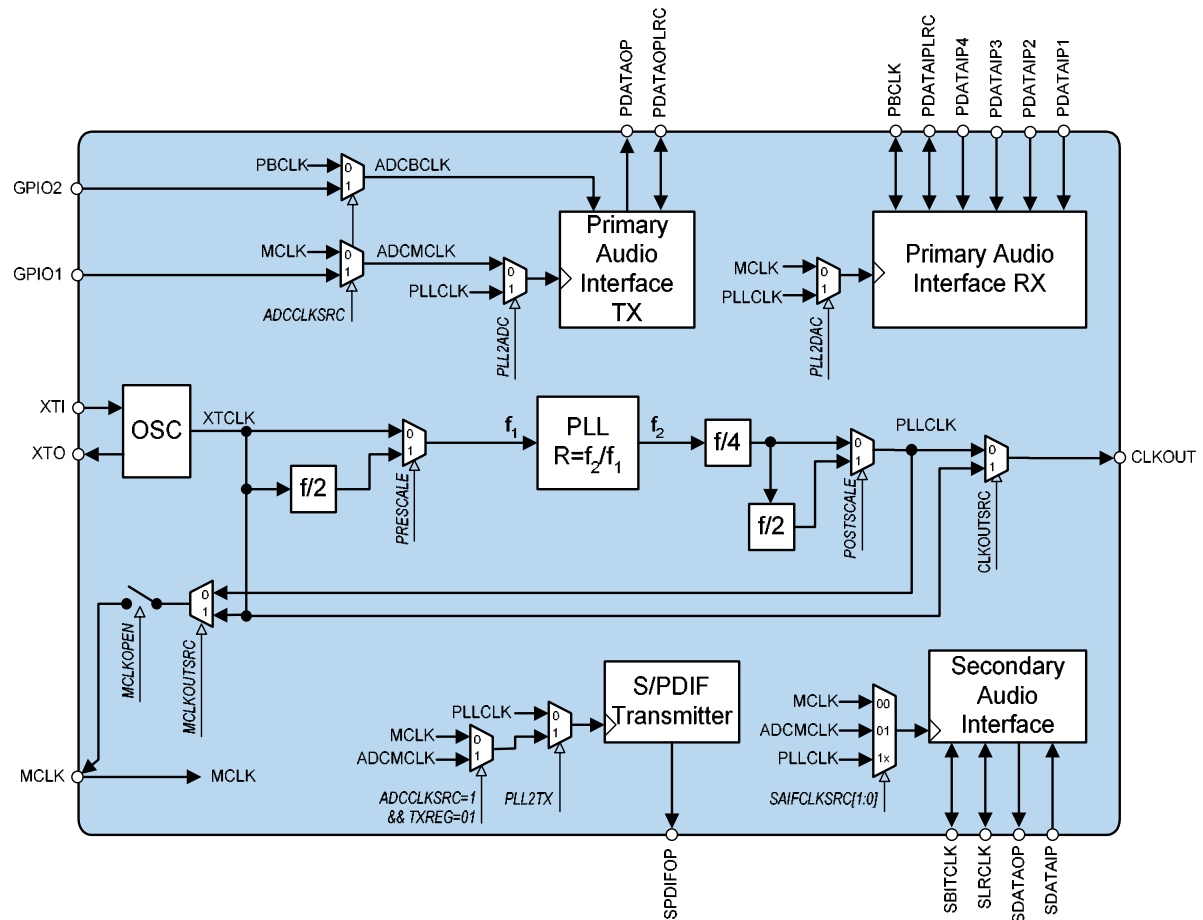 PDATAOP
PDATAOPLRC
PBCLK
PDATAIPLRC
PDATAIP4
PDATAIP3
PDATAIP2
PDATAIP1
GPIO2
PBCLK
0
1
ADCBCLK
GPIO1
MCLK
0
1
ADCMCLK
ADCCLKSRC
PLLCLK
0
1
PLL2ADC
Primary
Audio
Interface
TX
MCLK
PLLCLK
0
1
PLL2DAC
Primary Audio
Interface RX
XTI
XTO
OSC
XTCLK
f/2
0
1
PRESCALE
f1
PLL
R=f2/f1
f2
f/4
f/2
0
1
POSTSCALE
PLLCLK
0
1
CLKOUTSRC
CLKOUT
MCLKOPEN
0
1
MCLKOUTSRC
MCLK
MCLK
PLLCLK
MCLK
ADCMCLK
0
1
0
1
ADCCLKSRC=1
&& TXREG=01
PLL2TX
S/PDIF
Transmitter
SPDIFOP
MCLK
ADCMCLK
PLLCLK
00
01
1x
SAIFCLKSRC[1:0]
Secondary
Audio
Interface
SBITCLK
SLRCLK
SDATAOP
SDATAIP